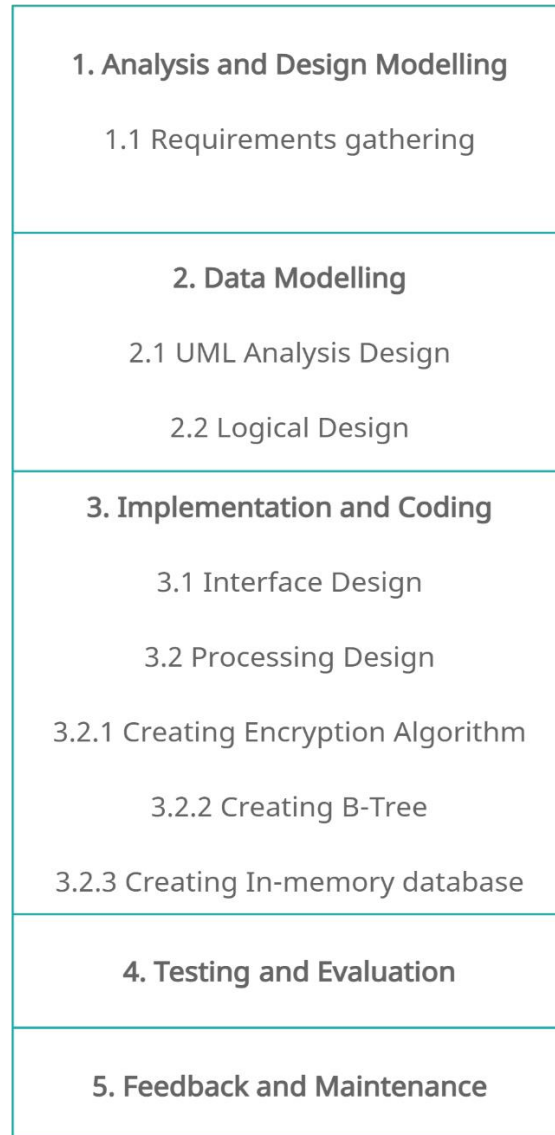 1. Analysis and Design Modelling
1.1 Requirements gathering
2. Data Modelling
2.1 UML Analysis Design
2.2 Logical Design
3. Implementation and Coding
3.1 Interface Design
3.2 Processing Design
3.2.1 Creating Encryption Algorithm
3.2.2 Creating B-Tree
3.2.3 Creating In-memory database
4. Testing and Evaluation
5. Feedback and Maintenance